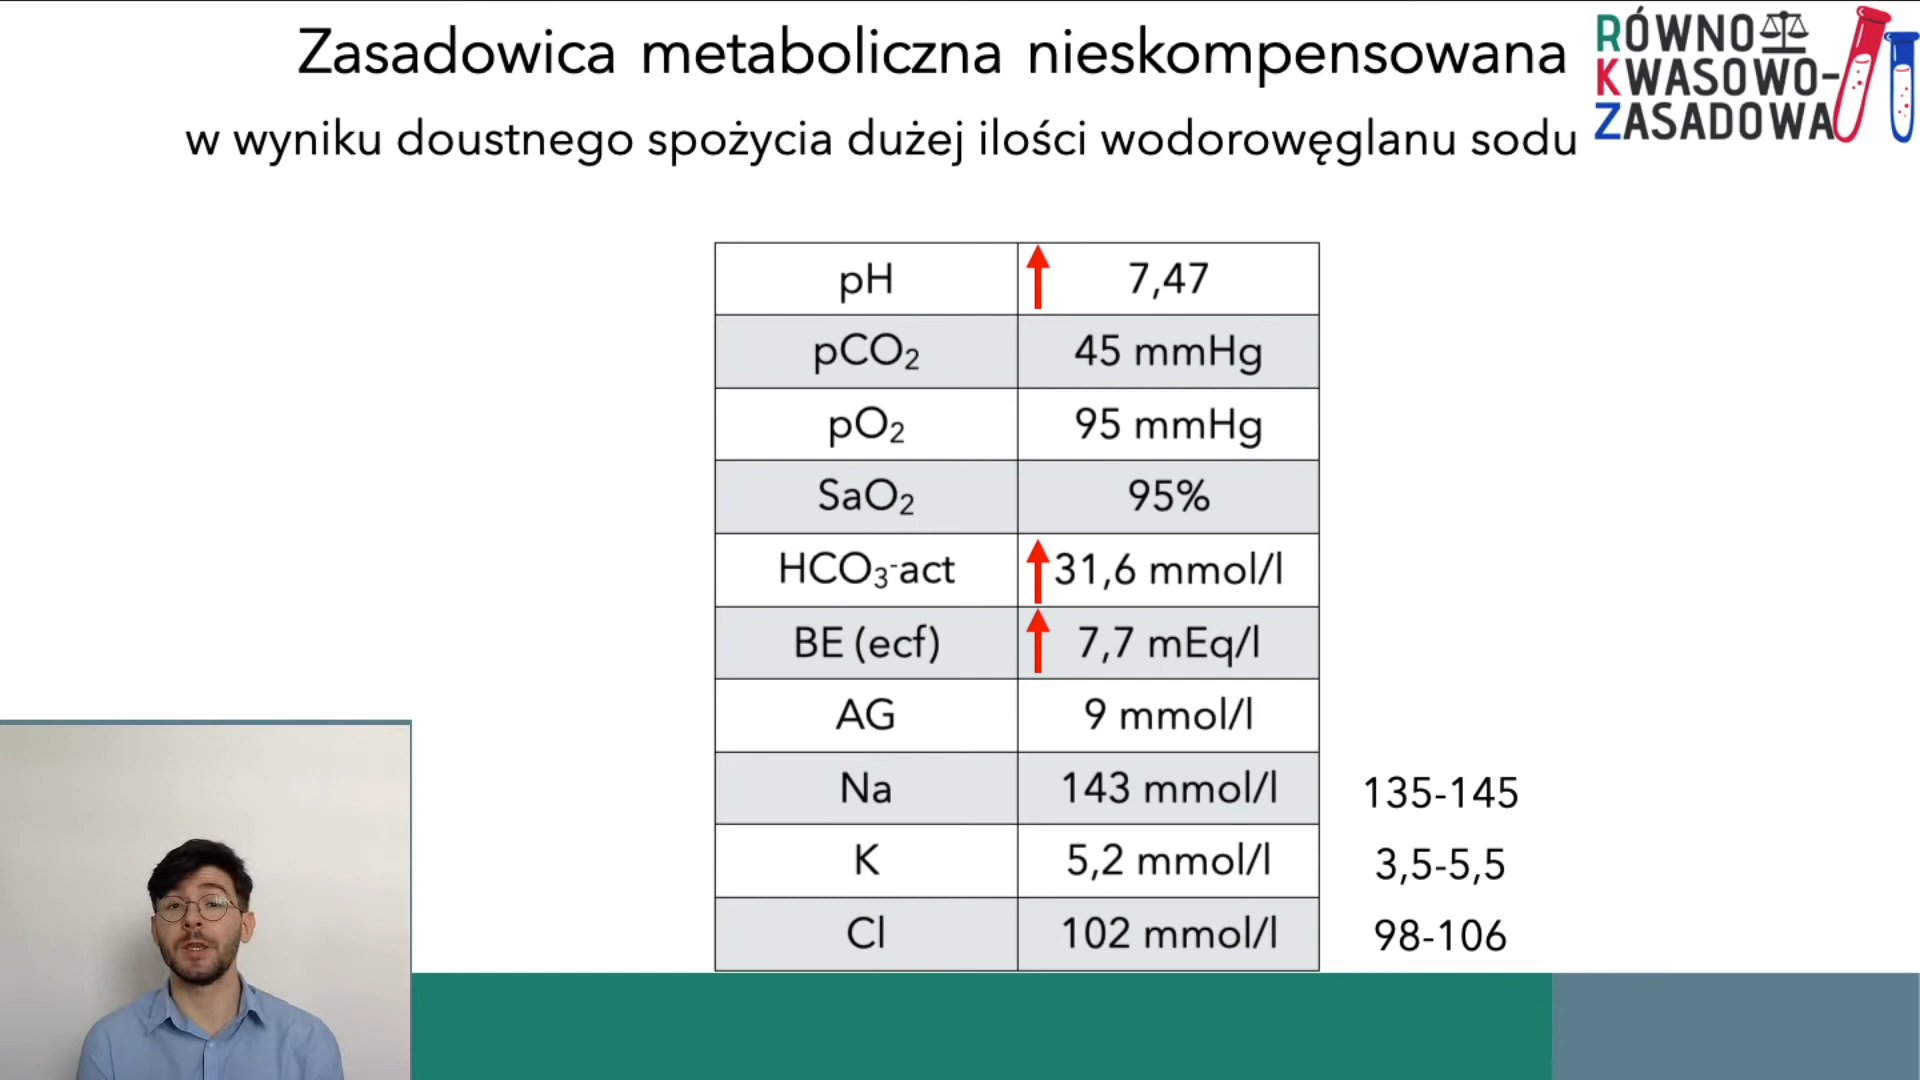 Zasadowica metaboliczna nieskompensowana
w wyniku doustnego spożycia dużej ilości wodorowęglanu sodu
RÓWNO
KWASOWO-
ZASADOWA
pH 7,47
pCO₂ 45 mmHg
pO₂ 95 mmHg
SaO₂ 95%
HCO₃⁻act 31,6 mmol/l
BE (ecf) 7,7 mEq/l
AG 9 mmol/l
Na 143 mmol/l 135-145
K 5,2 mmol/l 3,5-5,5
Cl 102 mmol/l 98-106